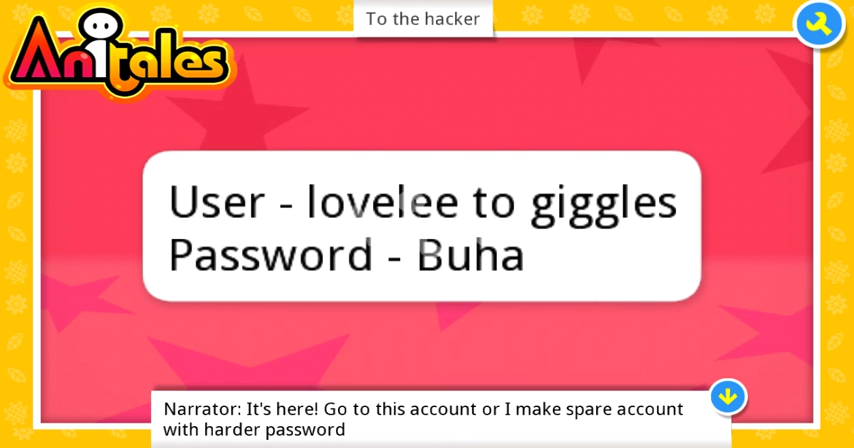 To the hacker
Anitales
User - lovelee to giggles
Password - Buha
Narrator: It's here! Go to this account or I make spare account
with harder password